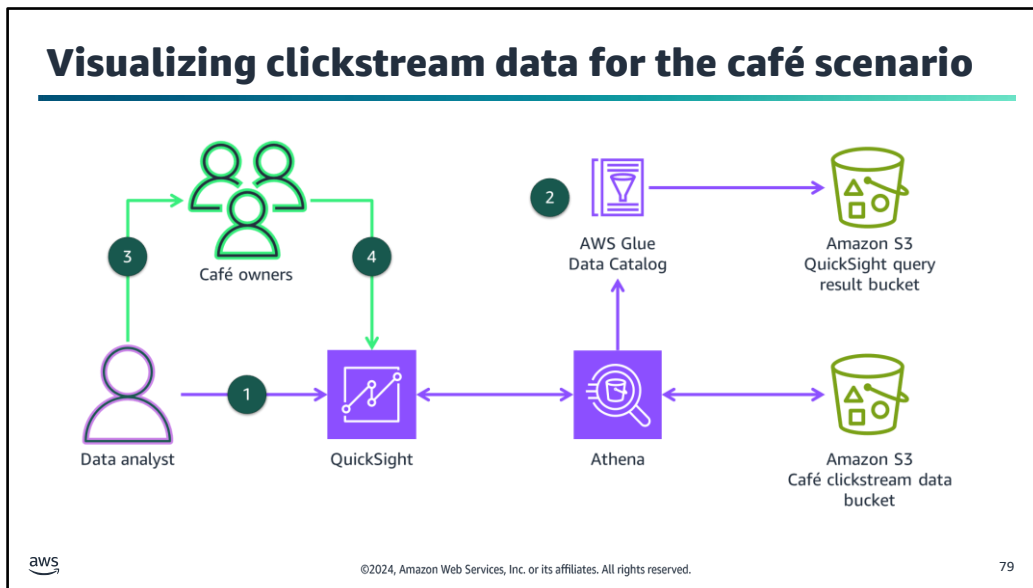 Visualizing clickstream data for the café scenario
3
Café owners
4
2
AWS Glue
Data Catalog
Amazon S3
QuickSight query
result bucket
1
Data analyst
QuickSight
Athena
Amazon S3
Café clickstream data
bucket
aws
©2024, Amazon Web Services, Inc. or its affiliates. All rights reserved.
79